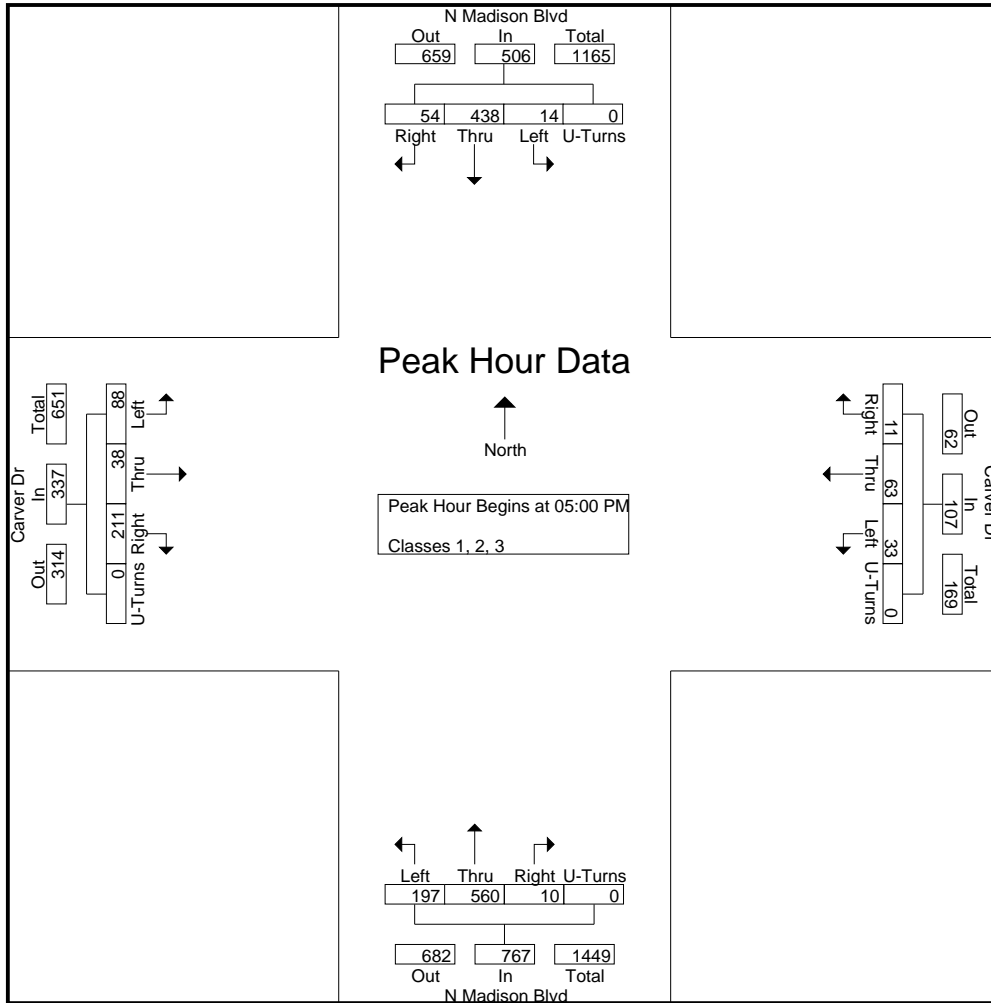 N Madison Blvd
Out In Total
659 506 1165
54 438 14 0
Right Thru Left U-Turns
Peak Hour Data
North
Peak Hour Begins at 05:00 PM
Classes 1, 2, 3
Carver Dr
Total In Out
651 337 314
88 38 211 0
Left Thru Right U-Turns
Right Thru Left U-Turns
11 63 33 0
Out In Total
62 107 169
Carver Dr
Left Thru Right U-Turns
197 560 10 0
682 767 1449
Out In Total
N Madison Blvd